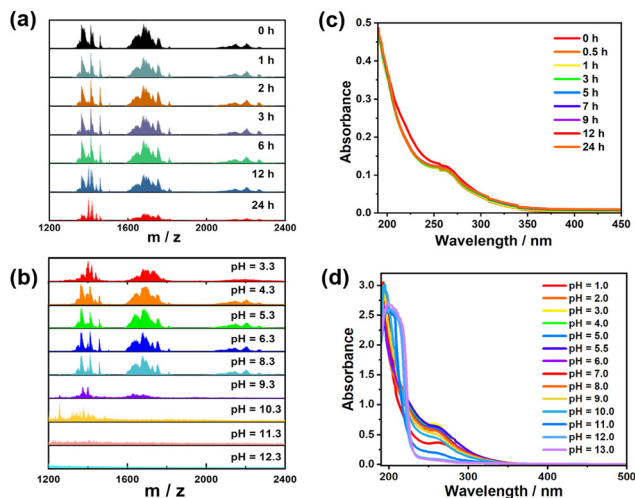 (a)
0 h
1 h
2 h
3 h
6 h
12 h
24 h
1200 1600 2000 2400
m / z
(c)
0.5
0.4
0.3
0.2
0.1
0.0
Absorbance
0 h
0.5 h
1 h
3 h
5 h
7 h
9 h
12 h
24 h
200 250 300 350 400 450
Wavelength / nm
(b)
pH = 3.3
pH = 4.3
pH = 5.3
pH = 6.3
pH = 8.3
pH = 9.3
pH = 10.3
pH = 11.3
pH = 12.3
1200 1600 2000 2400
m / z
(d)
3.0
2.5
2.0
1.5
1.0
0.5
0.0
Absorbance
pH = 1.0
pH = 2.0
pH = 3.0
pH = 4.0
pH = 5.0
pH = 5.5
pH = 6.0
pH = 7.0
pH = 8.0
pH = 9.0
pH = 10.0
pH = 11.0
pH = 12.0
pH = 13.0
200 300 400 500
Wavelength / nm